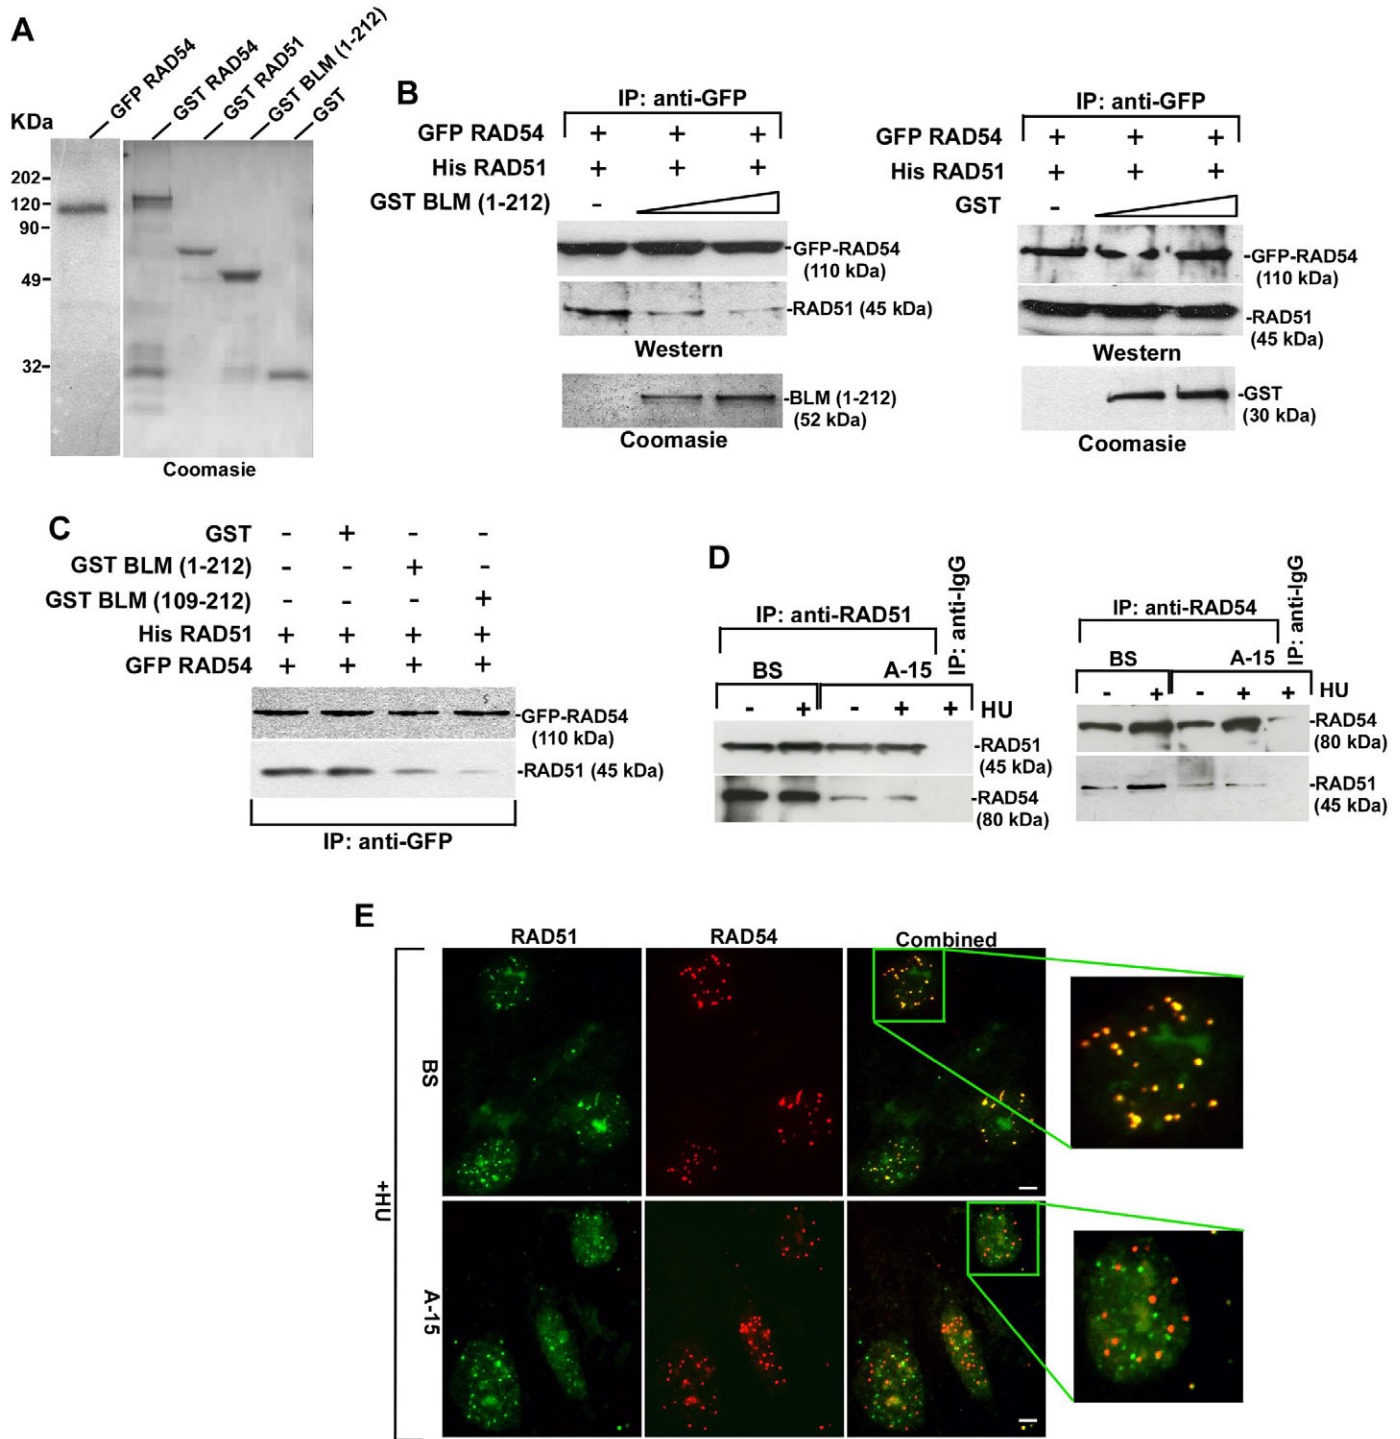 A
GFP RAD54
GST RAD54
GST RAD51
GST BLM (1-212)
GST
KDa
202-
120-
90-
49-
32-
Coomasie
B
IP: anti-GFP
GFP RAD54 + + +
His RAD51 + + +
GST BLM (1-212) -
-GFP-RAD54
(110 kDa)
-RAD51 (45 kDa)
Western
-BLM (1-212)
(52 kDa)
Coomasie
IP: anti-GFP
GFP RAD54 + + +
His RAD51 + + +
GST -
-GFP-RAD54
(110 kDa)
-RAD51
(45 kDa)
Western
-GST
(30 kDa)
Coomasie
C
GST - + - -
GST BLM (1-212) - - + -
GST BLM (109-212) - - - +
His RAD51 + + + +
GFP RAD54 + + + +
-GFP-RAD54
(110 kDa)
-RAD51 (45 kDa)
IP: anti-GFP
D
IP: anti-RAD51
IP: anti-IgG
BS A-15
- + - + + HU
-RAD51
(45 kDa)
-RAD54
(80 kDa)
IP: anti-RAD54
IP: anti-IgG
BS A-15
- + - + + HU
-RAD54
(80 kDa)
-RAD51
(45 kDa)
E
RAD51 RAD54 Combined
+HU
BS
A-15